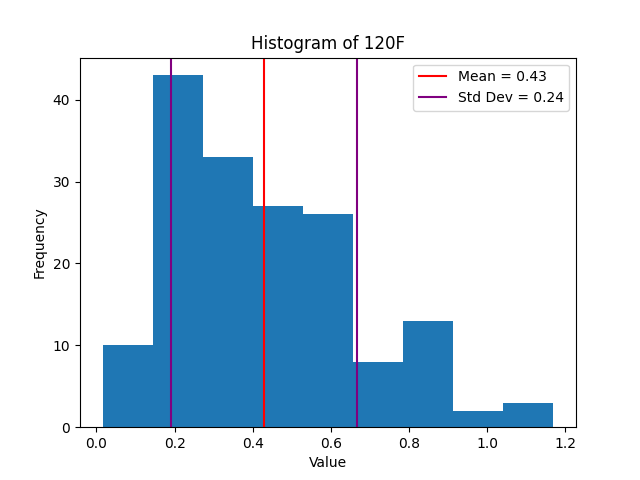 Histogram of 120F
Mean = 0.43
Std Dev = 0.24
Frequency
40
30
20
10
0
0.0 0.2 0.4 0.6 0.8 1.0 1.2
Value